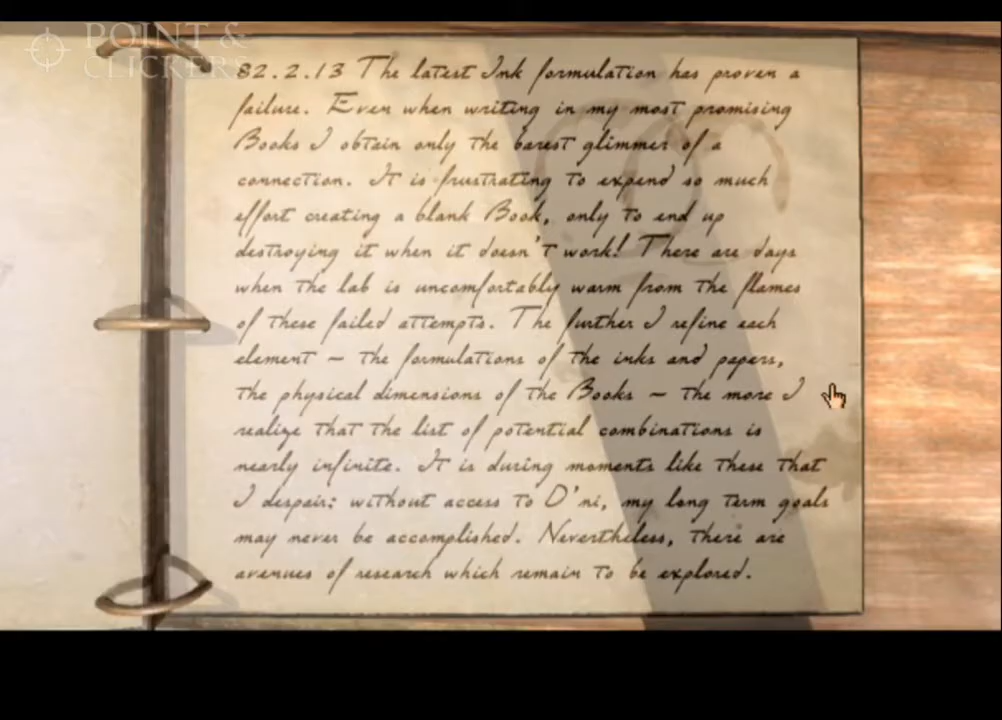 POINT &
CLICKERS
82.2.13 The latest Ink formulation has proven a
failure. Even when writing in my most promising
Books I obtain only the barest glimmer of a
connection. It is frustrating to expend so much
effort creating a blank Book, only to end up
destroying it when it doesn't work! There are days
when the lab is uncomfortably warm from the flames
of these failed attempts. The further I refine each
element – the formulations of the inks and papers,
the physical dimensions of the Books – the more I
realize that the list of potential combinations is
nearly infinite. It is during moments like these that
I despair; without access to D'ni, my long term goals
may never be accomplished. Nevertheless, there are
avenues of research which remain to be explored.